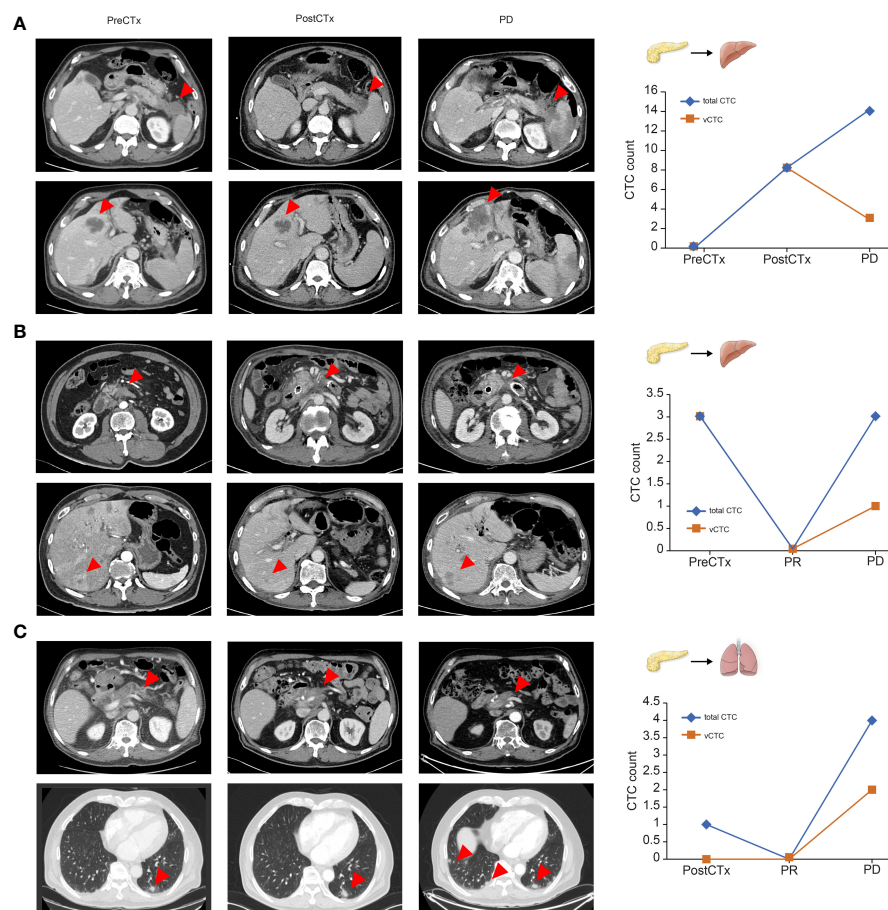 PreCTx
PostCTx
PD
A
16
14
12
10
8
6
4
2
0
CTC count
total CTC
vCTC
PreCTx
PostCTx
PD
B
3.5
3
2.5
2
1.5
1
0.5
0
CTC count
total CTC
vCTC
PreCTx
PR
PD
C
4.5
4
3.5
3
2.5
2
1.5
1
0.5
0
CTC count
total CTC
vCTC
PostCTx
PR
PD